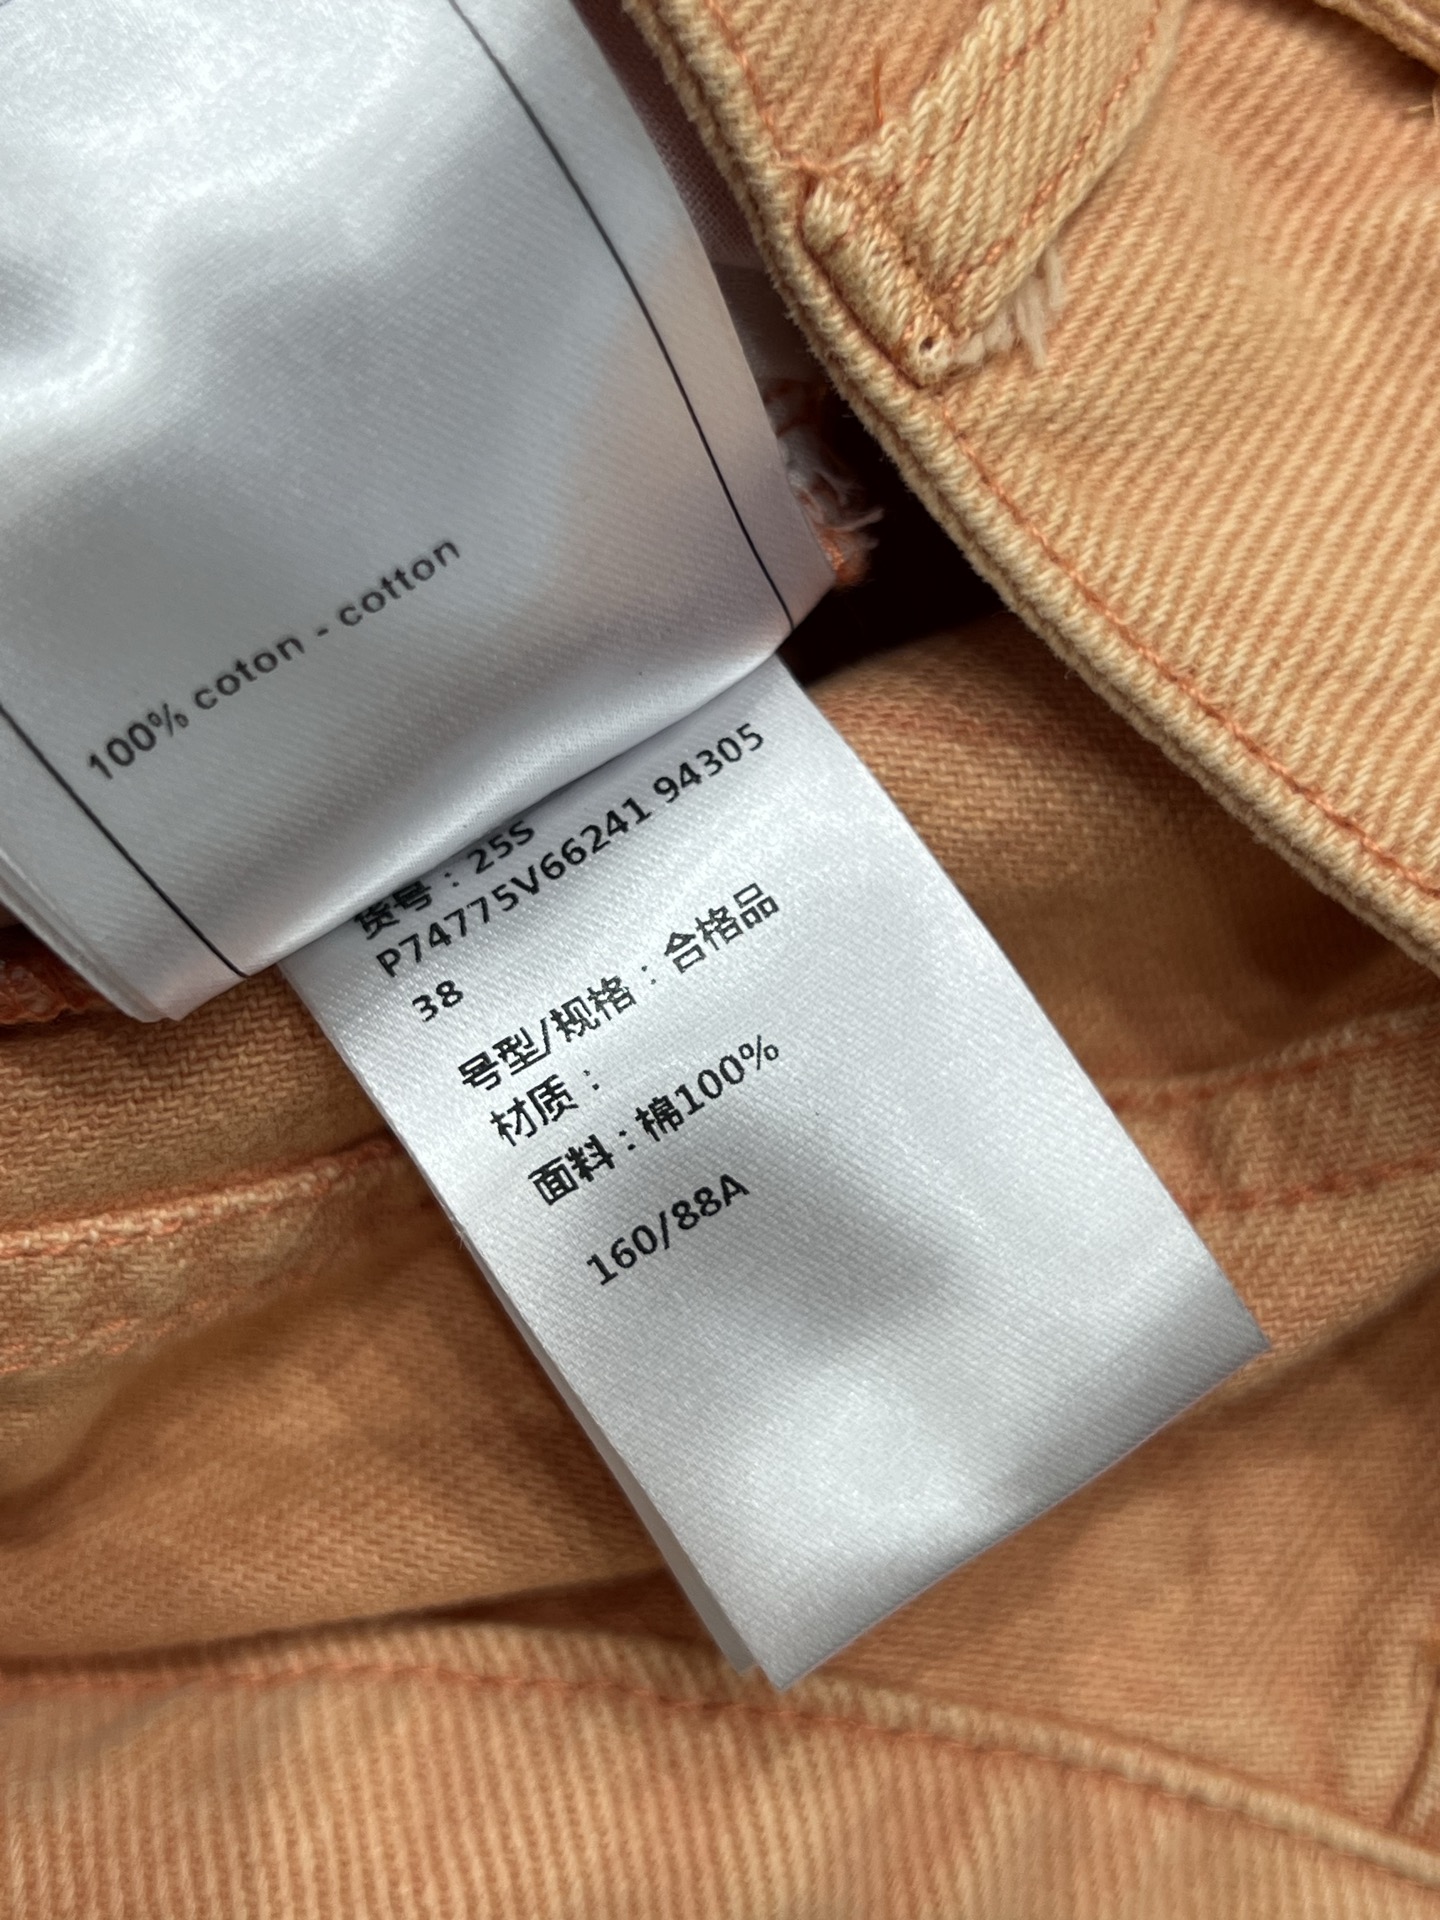 100% coton - cotton
货号：25S
P74775V66241 94305
38
号型/规格：合格品
材质：
面料：棉100%
160/88A